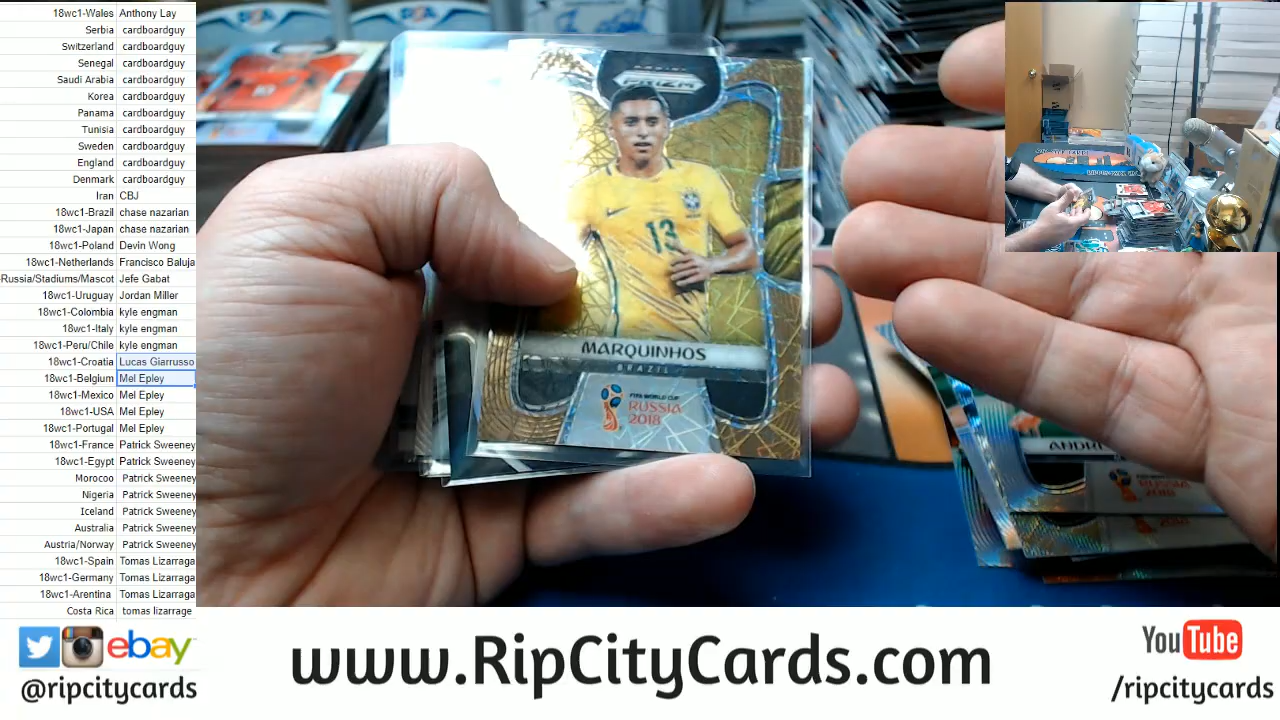 18wc1-Wales Anthony Lay
Serbia cardboardguy
Switzerland cardboardguy
Senegal cardboardguy
Saudi Arabia cardboardguy
Korea cardboardguy
Panama cardboardguy
Tunisia cardboardguy
Sweden cardboardguy
England cardboardguy
Denmark cardboardguy
Iran CBJ
18wc1-Brazil chase nazarian
18wc1-Japan chase nazarian
18wc1-Poland Devin Wong
18wc1-Netherlands Francisco Baluja
-Russia/Stadiums/Mascot Jefe Gabat
18wc1-Uruguay Jordan Miller
18wc1-Colombia kyle engman
18wc1-Italy kyle engman
18wc1-Peru/Chile kyle engman
18wc1-Croatia Lucas Giarrusso
18wc1-Belgium Mel Epley
18wc1-Mexico Mel Epley
18wc1-USA Mel Epley
18wc1-Portugal Mel Epley
18wc1-France Patrick Sweeney
18wc1-Egypt Patrick Sweeney
Morocoo Patrick Sweeney
Nigeria Patrick Sweeney
Iceland Patrick Sweeney
Australia Patrick Sweeney
Austria/Norway Patrick Sweeney
18wc1-Spain Tomas Lizarraga
18wc1-Germany Tomas Lizarraga
18wc1-Arentina Tomas Lizarraga
Costa Rica tomas lizarrage
PANINI
PRIZM
13
MARQUINHOS
BRAZIL
FIFA WORLD CUP
RUSSIA
2018
ANDR
RUSSIA
2018
ebay
@ripcitycards
www.RipCityCards.com
YouTube
/ripcitycards